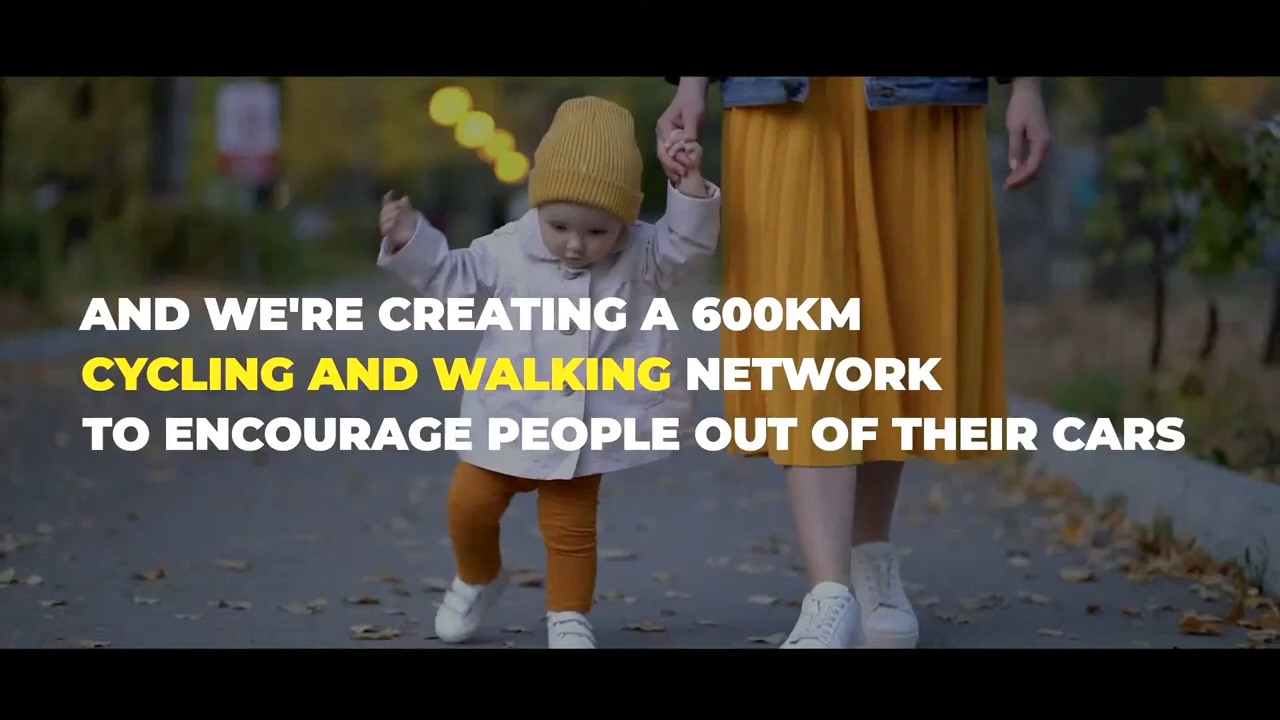 AND WE'RE CREATING A 600KM
CYCLING AND WALKING NETWORK
TO ENCOURAGE PEOPLE OUT OF THEIR CARS